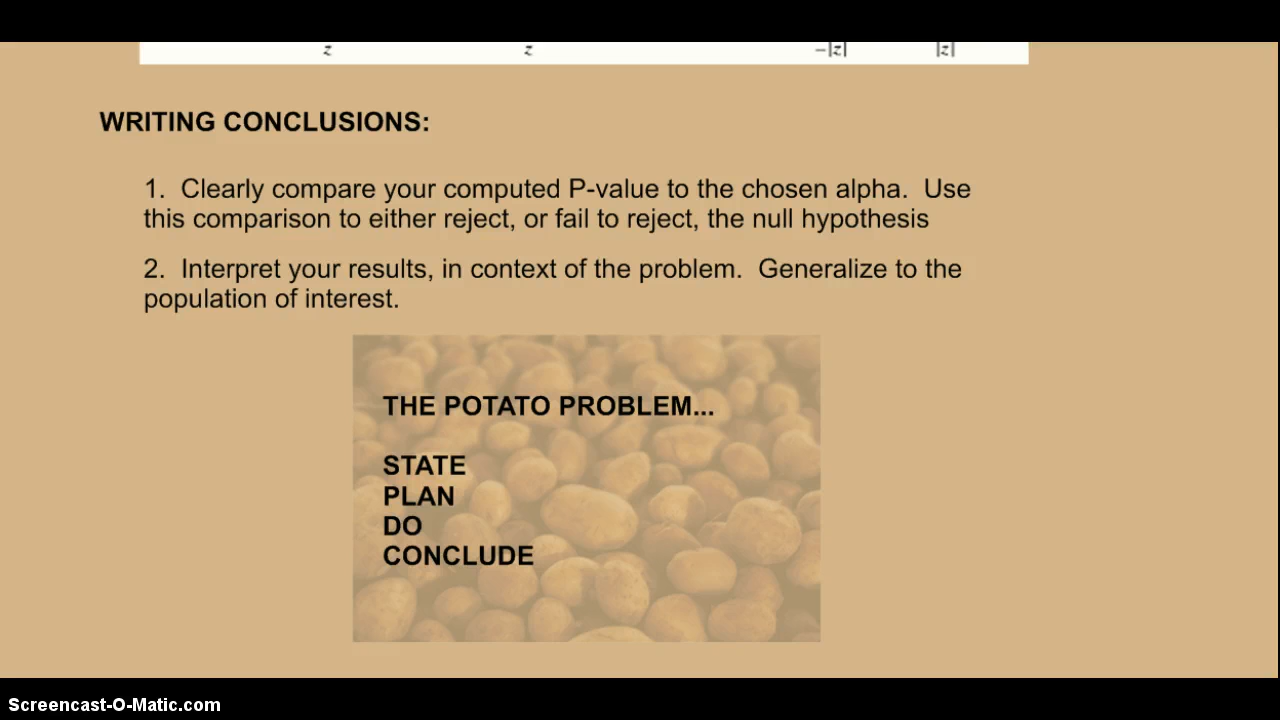 z z –|z| |z|
WRITING CONCLUSIONS:
1. Clearly compare your computed P-value to the chosen alpha. Use
this comparison to either reject, or fail to reject, the null hypothesis
2. Interpret your results, in context of the problem. Generalize to the
population of interest.
THE POTATO PROBLEM...
STATE
PLAN
DO
CONCLUDE
Screencast-O-Matic.com